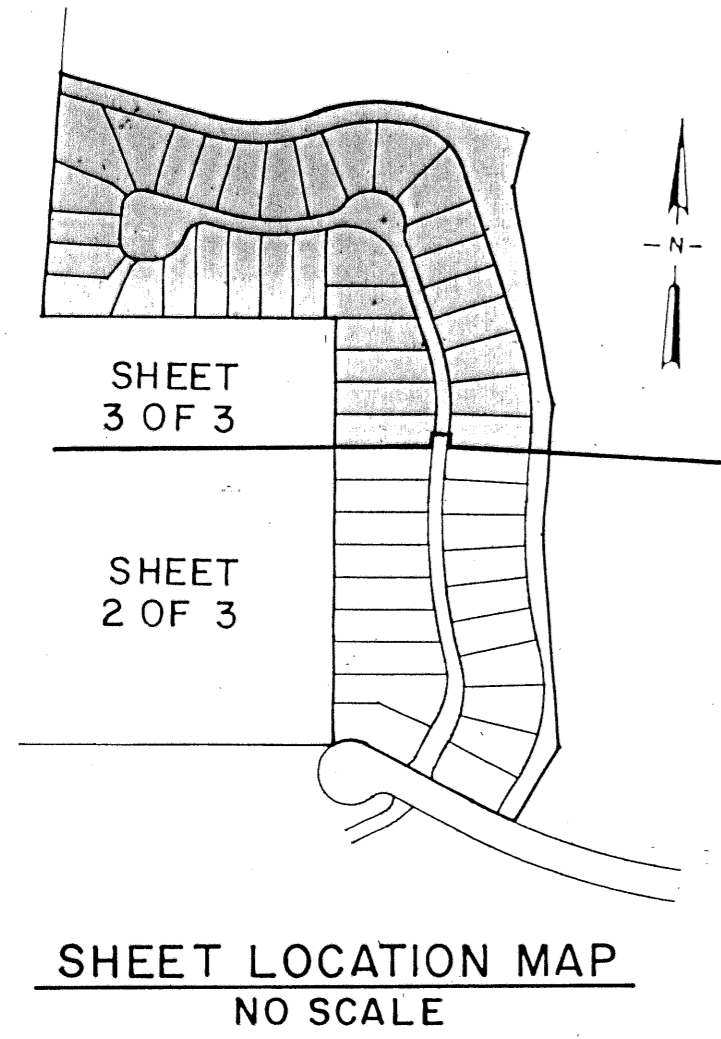 - N -
SHEET
3 OF 3
SHEET
2 OF 3
SHEET LOCATION MAP
NO SCALE